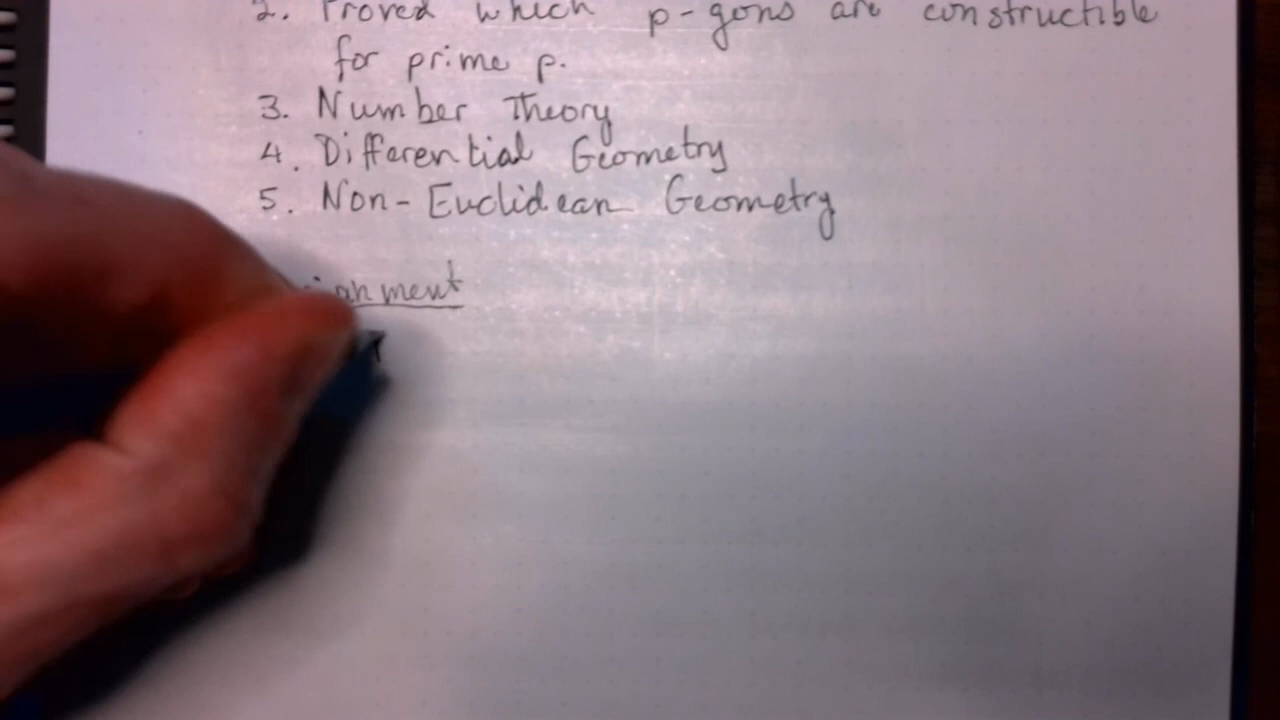 2. Proved which p-gons are constructible
for prime p.
3. Number Theory
4. Differential Geometry
5. Non-Euclidean Geometry